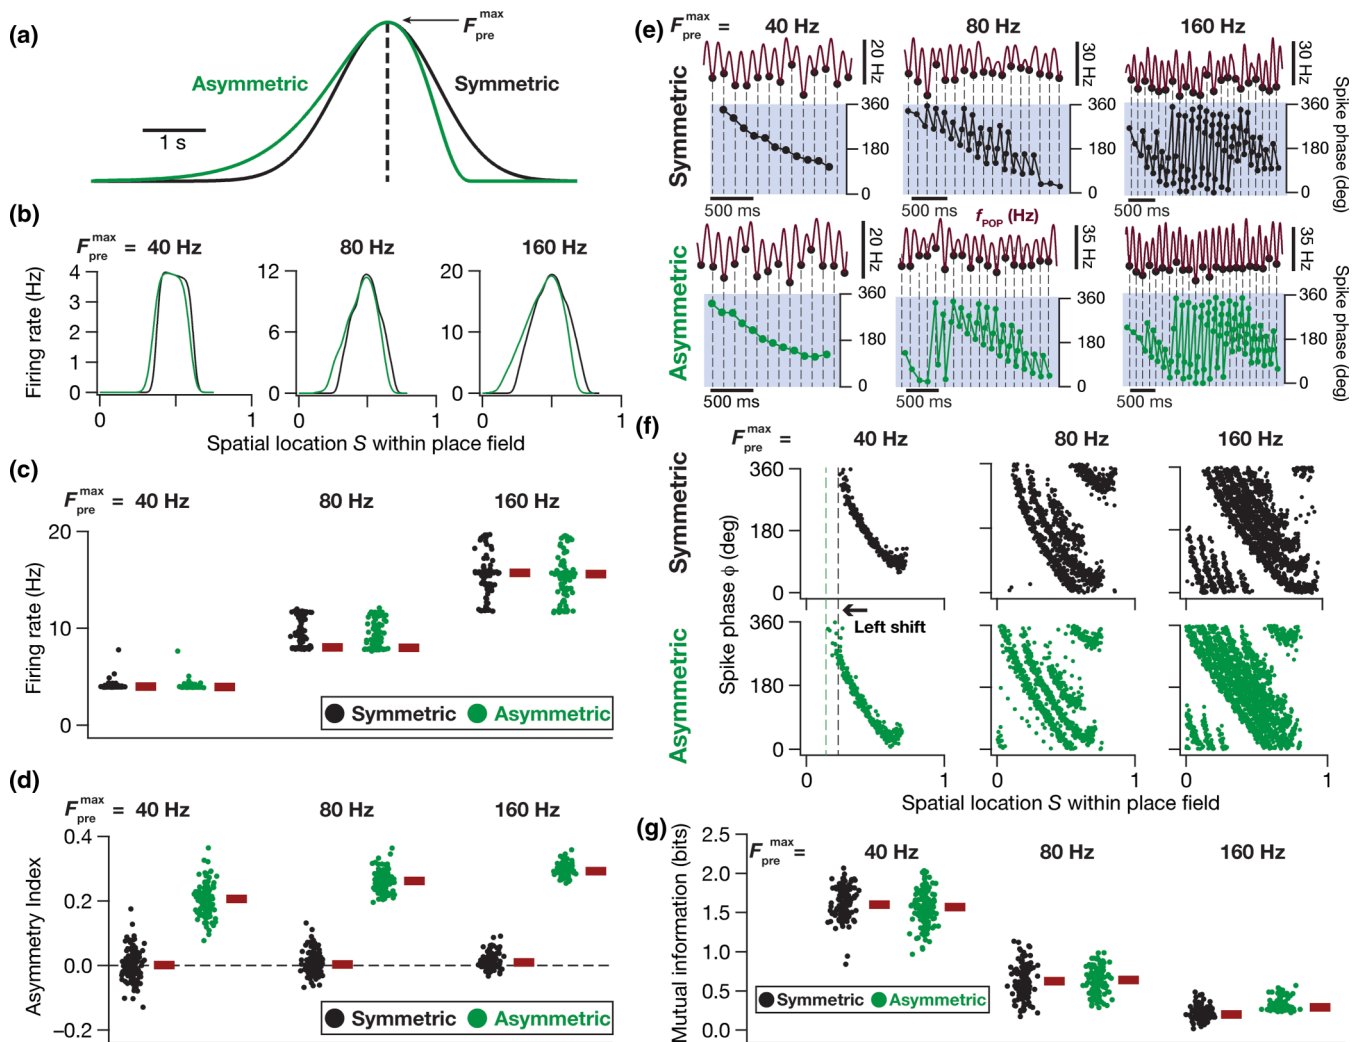 (a)
F pre max
Asymmetric
Symmetric
1 s
(b)
F pre max = 40 Hz
80 Hz
160 Hz
Firing rate (Hz)
4
3
2
1
0
12
6
0
20
10
0
0
1
0
1
0
1
Spatial location S within place field
(c)
F pre max = 40 Hz
80 Hz
160 Hz
Firing rate (Hz)
20
10
0
Symmetric
Asymmetric
(d)
F pre max = 40 Hz
80 Hz
160 Hz
Asymmetry Index
0.4
0.2
0.0
−0.2
Symmetric
Asymmetric
(e)
F pre max = 40 Hz
80 Hz
160 Hz
Symmetric
20 Hz
30 Hz
30 Hz
360
180
0
360
180
0
360
180
0
Spike phase (deg)
500 ms
500 ms
500 ms
f POP (Hz)
Asymmetric
20 Hz
35 Hz
35 Hz
360
180
0
360
180
0
360
180
0
Spike phase (deg)
500 ms
500 ms
500 ms
(f)
F pre max = 40 Hz
80 Hz
160 Hz
Symmetric
360
180
0
Spike phase ϕ (deg)
Left shift
Asymmetric
360
180
0
0
1
0
1
0
1
Spatial location S within place field
(g)
F pre max =
40 Hz
80 Hz
160 Hz
Mutual information (bits)
2.5
2.0
1.5
1.0
0.5
0.0
Symmetric
Asymmetric